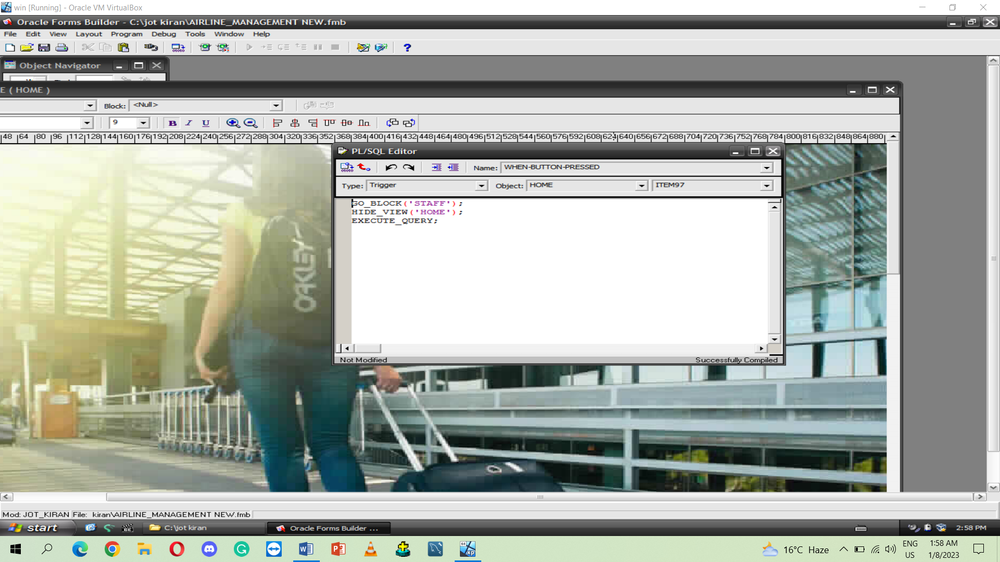 win [Running] - Oracle VM VirtualBox
Oracle Forms Builder - C:\jot kiran\AIRLINE_MANAGEMENT NEW.fmb
File Edit View Layout Program Debug Tools Window Help
Object Navigator
E ( HOME )
Block: <Null>
9 B I U
|48 |64 |80 |96 |112|128|144|160|176|192|208|224|240|256|272|288|304|320|336|352|368|384|400|416|432|448|464|480|496|512|528|544|560|576|592|608|624|640|656|672|688|704|720|736|752|768|784|800|816|832|848|864|880|
PL/SQL Editor
Name: WHEN-BUTTON-PRESSED
Type: Trigger Object: HOME ITEM97
GO_BLOCK('STAFF');
HIDE_VIEW('HOME');
EXECUTE_QUERY;
OAKLEY
Not Modified Successfully Compiled
Mod: JOT_KIRAN File: kiran\AIRLINE_MANAGEMENT NEW.fmb
start C:\jot kiran Oracle Forms Builder ... 2:58 PM
16°C Haze ENG US 1:58 AM 1/8/2023